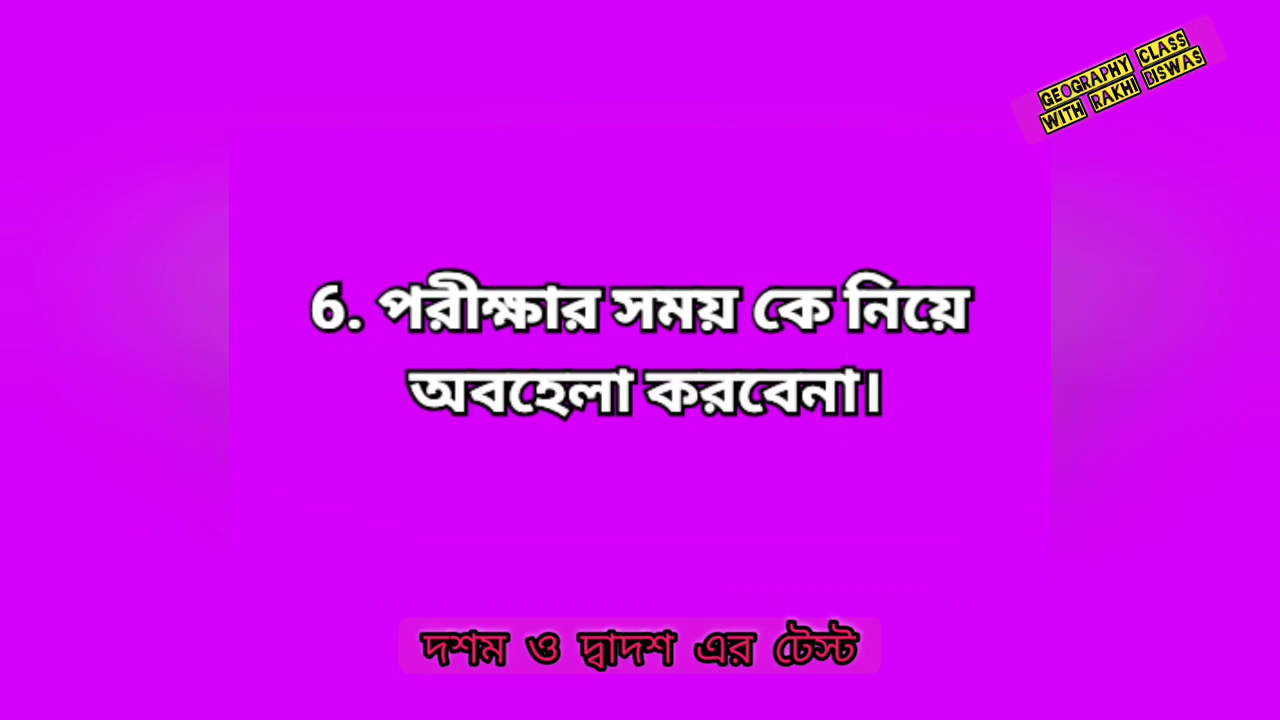 GEOGRAPHY CLASS
WITH RAKHI BISWAS
6. পরীক্ষার সময় কে নিয়ে
অবহেলা করবেনা।
দশম ও দ্বাদশ এর টেস্ট